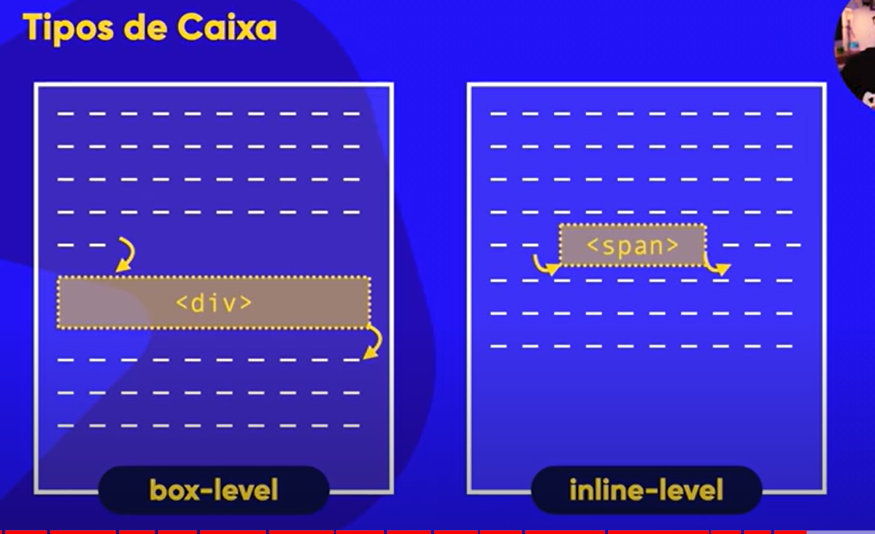 Tipos de Caixa
<div>
<span>
box-level
inline-level